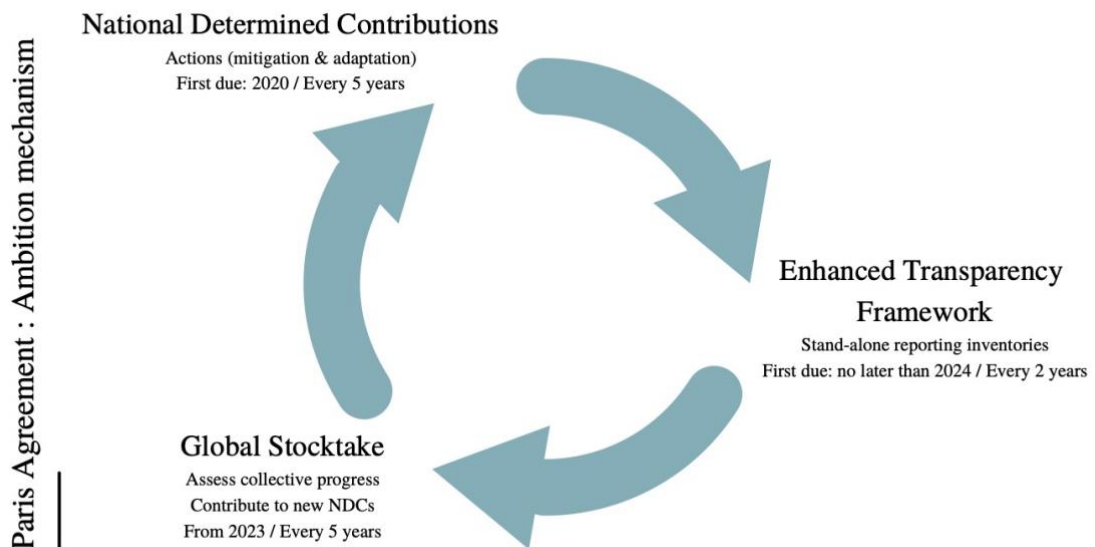 Paris Agreement : Ambition mechanism
National Determined Contributions
Actions (mitigation & adaptation)
First due: 2020 / Every 5 years
Enhanced Transparency
Framework
Stand-alone reporting inventories
First due: no later than 2024 / Every 2 years
Global Stocktake
Assess collective progress
Contribute to new NDCs
From 2023 / Every 5 years